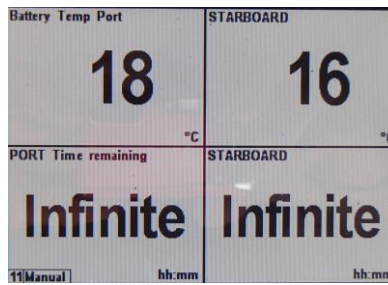 Battery Temp Port
18
°C
STARBOARD
16
°C
PORT Time remaining
Infinite
11 Manual
hh:mm
STARBOARD
Infinite
hh:mm